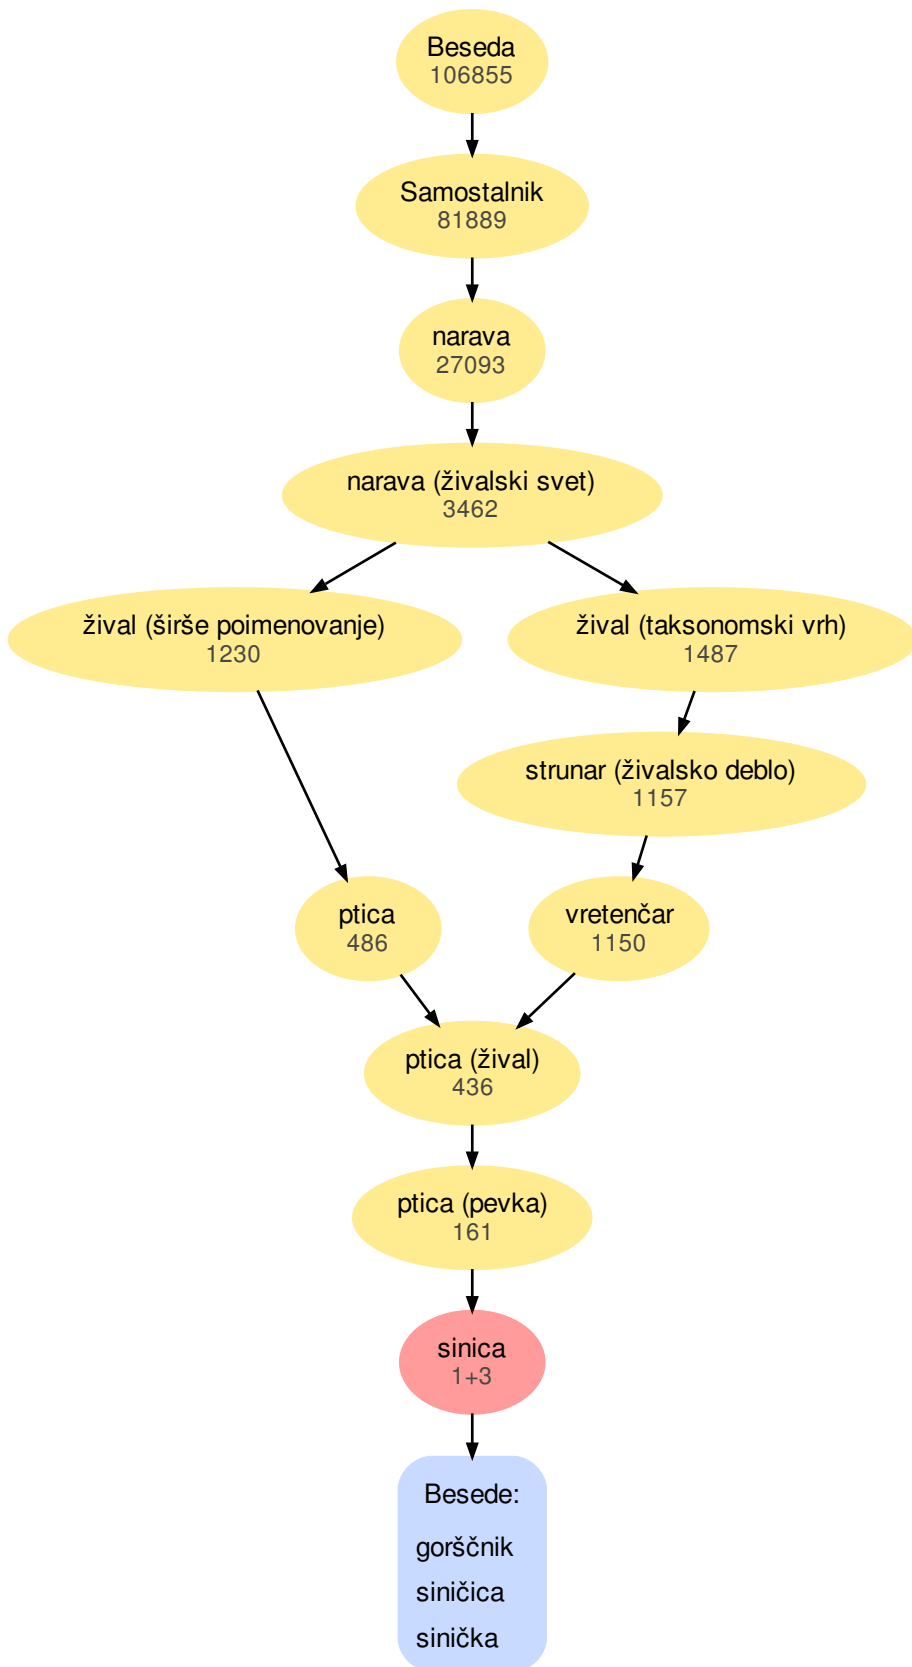 Beseda
106855
Samostalnik
81889
narava
27093
narava (živalski svet)
3462
žival (širše poimenovanje)
1230
žival (taksonomski vrh)
1487
strunar (živalsko deblo)
1157
ptica
486
vretenčar
1150
ptica (žival)
436
ptica (pevka)
161
sinica
1+3
Besede:
gorščnik
siničica
sinička